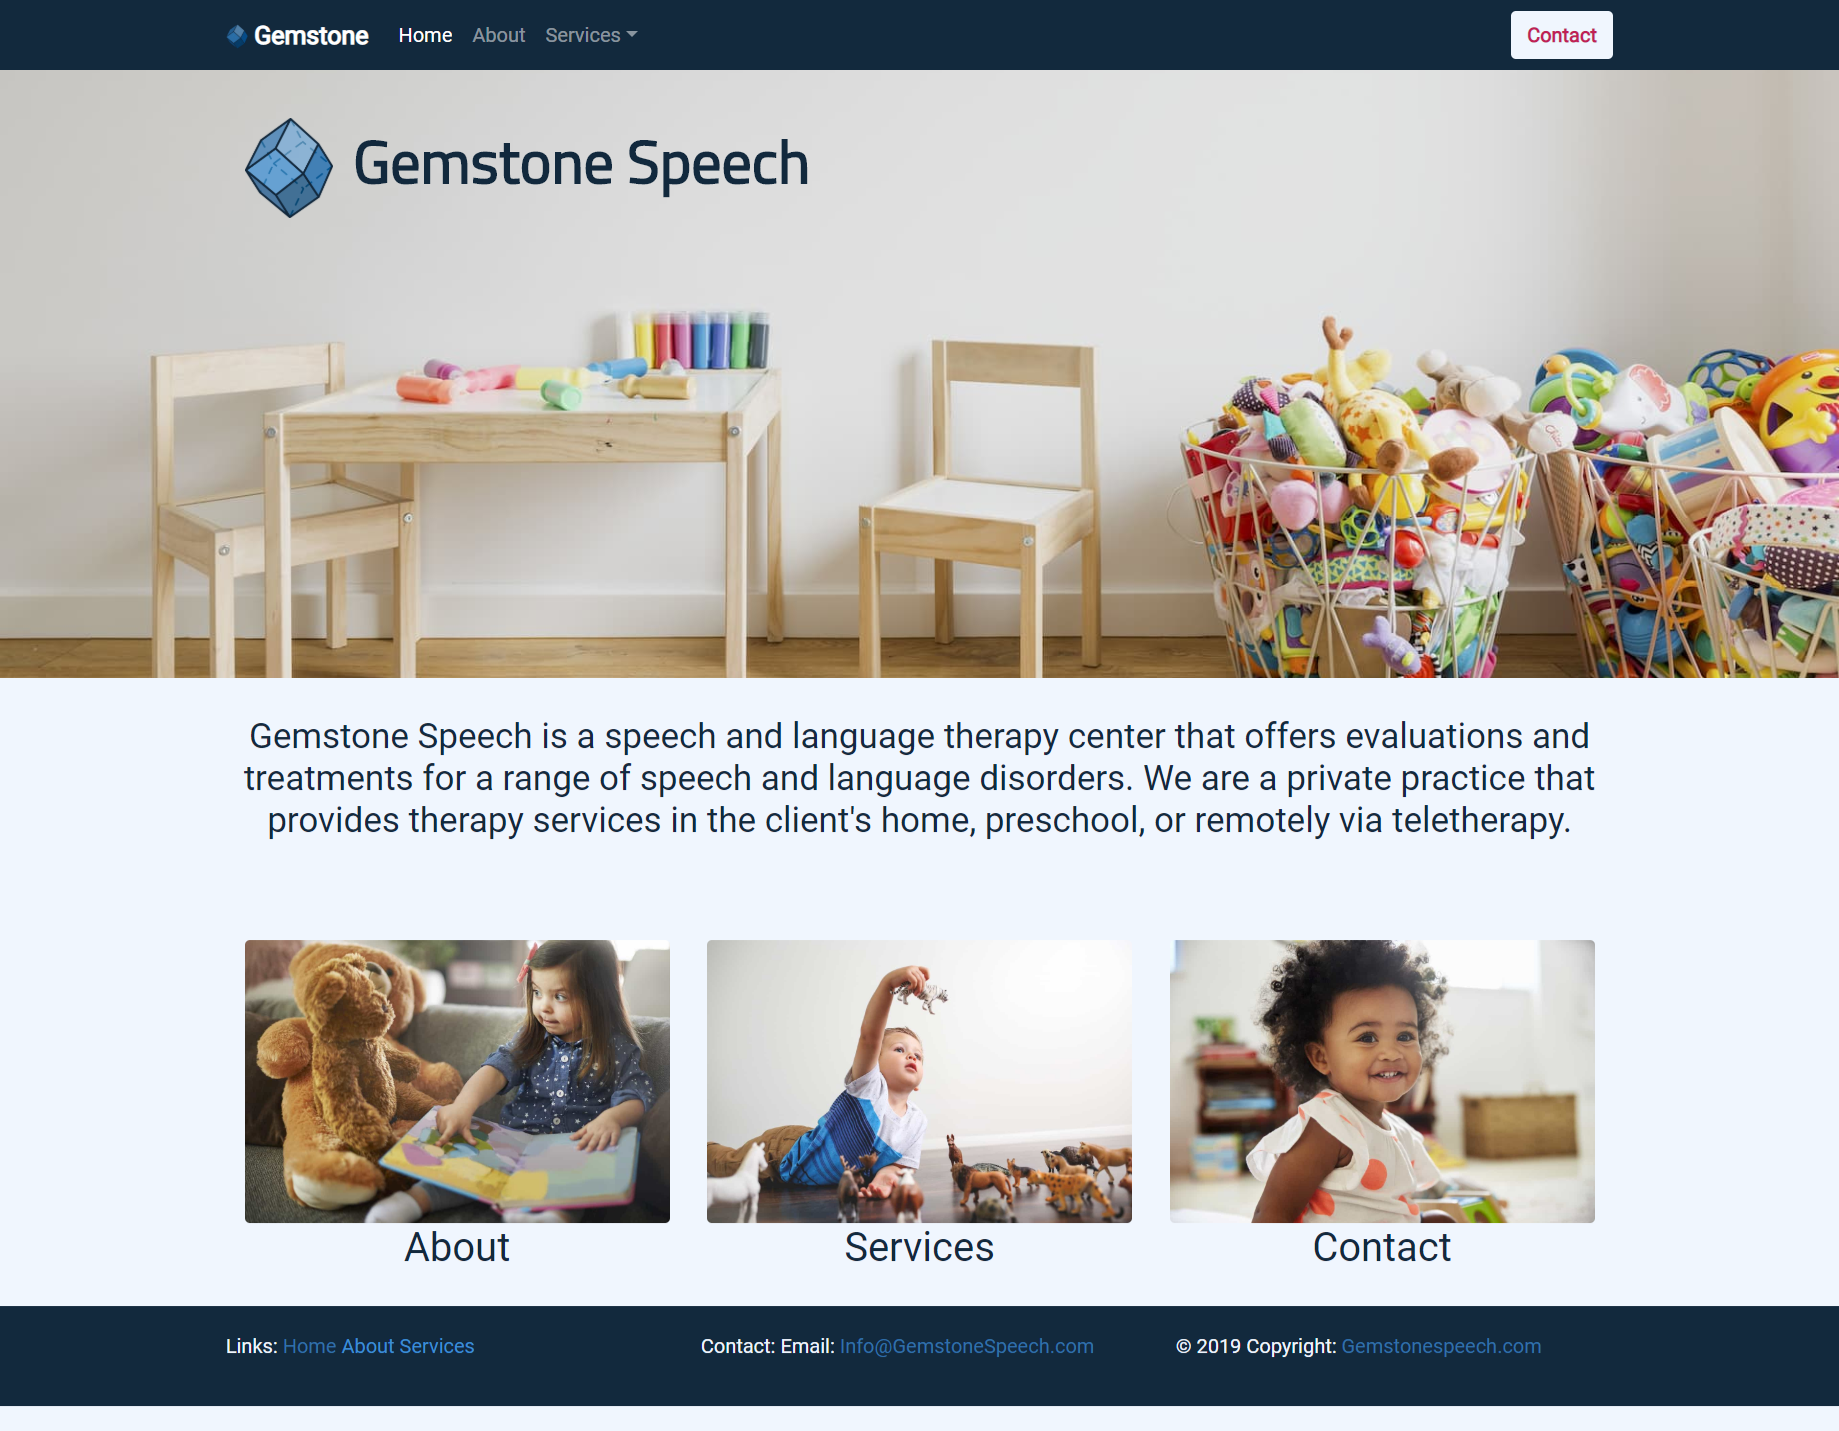 Gemstone Home About Services Contact
Gemstone Speech
Gemstone Speech is a speech and language therapy center that offers evaluations and
treatments for a range of speech and language disorders. We are a private practice that
provides therapy services in the client's home, preschool, or remotely via teletherapy.
About Services Contact
Links: Home About Services Contact: Email: Info@GemstoneSpeech.com © 2019 Copyright: Gemstonespeech.com